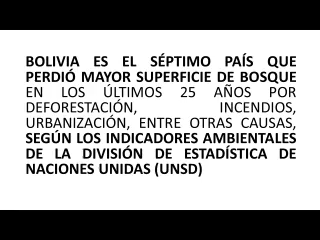 BOLIVIA ES EL SÉPTIMO PAÍS QUE
PERDIÓ MAYOR SUPERFICIE DE BOSQUE
EN LOS ÚLTIMOS 25 AÑOS POR
DEFORESTACIÓN, INCENDIOS,
URBANIZACIÓN, ENTRE OTRAS CAUSAS,
SEGÚN LOS INDICADORES AMBIENTALES
DE LA DIVISIÓN DE ESTADÍSTICA DE
NACIONES UNIDAS (UNSD)